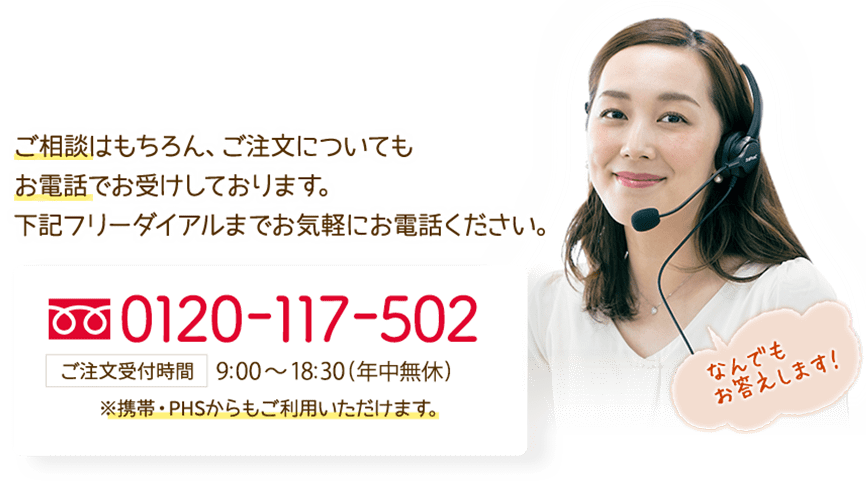 ご相談はもちろん、ご注文についても
お電話でお受けしております。
下記フリーダイアルまでお気軽にお電話ください。
0120-117-502
ご注文受付時間 9:00～18:30(年中無休)
※携帯・PHSからもご利用いただけます。
なんでも
お答えします!